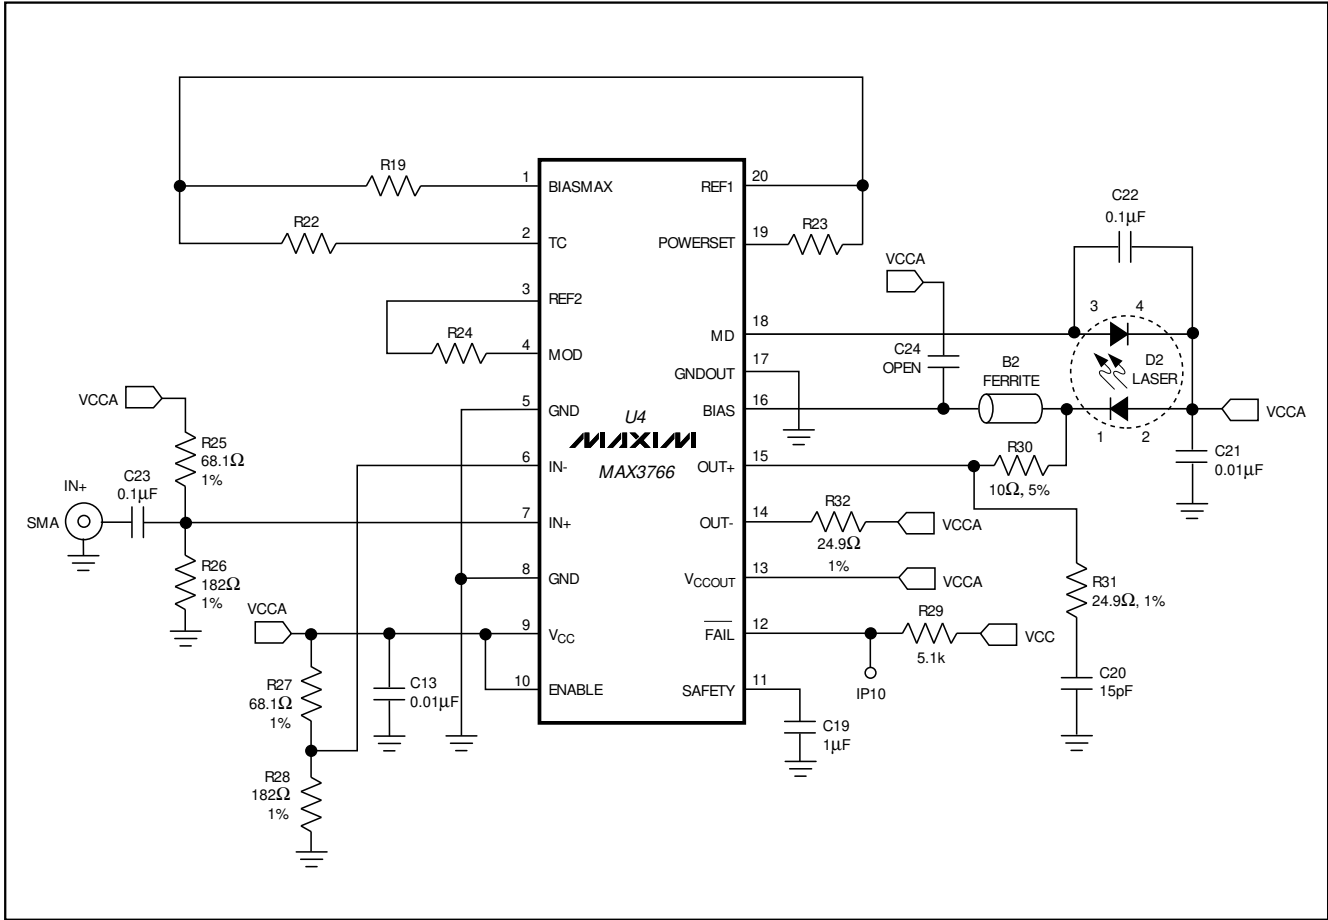 R19
1
BIASMAX
R22
2
TC
3
REF2
R24
4
MOD
5
GND
6
IN-
7
IN+
8
GND
9
VCC
10
ENABLE
U4
MAXIM
MAX3766
20
REF1
19
POWERSET
R23
18
MD
17
GNDOUT
16
BIAS
15
OUT+
14
OUT-
13
VCCOUT
12
FAIL
11
SAFETY
VCCA
R25
68.1Ω
1%
IN+
C23
0.1µF
SMA
R26
182Ω
1%
VCCA
R27
68.1Ω
1%
C13
0.01µF
R28
182Ω
1%
VCCA
C24
OPEN
B2
FERRITE
C22
0.1µF
3
4
D2
LASER
1
2
VCCA
C21
0.01µF
R30
10Ω, 5%
R32
24.9Ω
1%
VCCA
VCCA
R31
24.9Ω, 1%
R29
5.1k
VCC
IP10
C20
15pF
C19
1µF